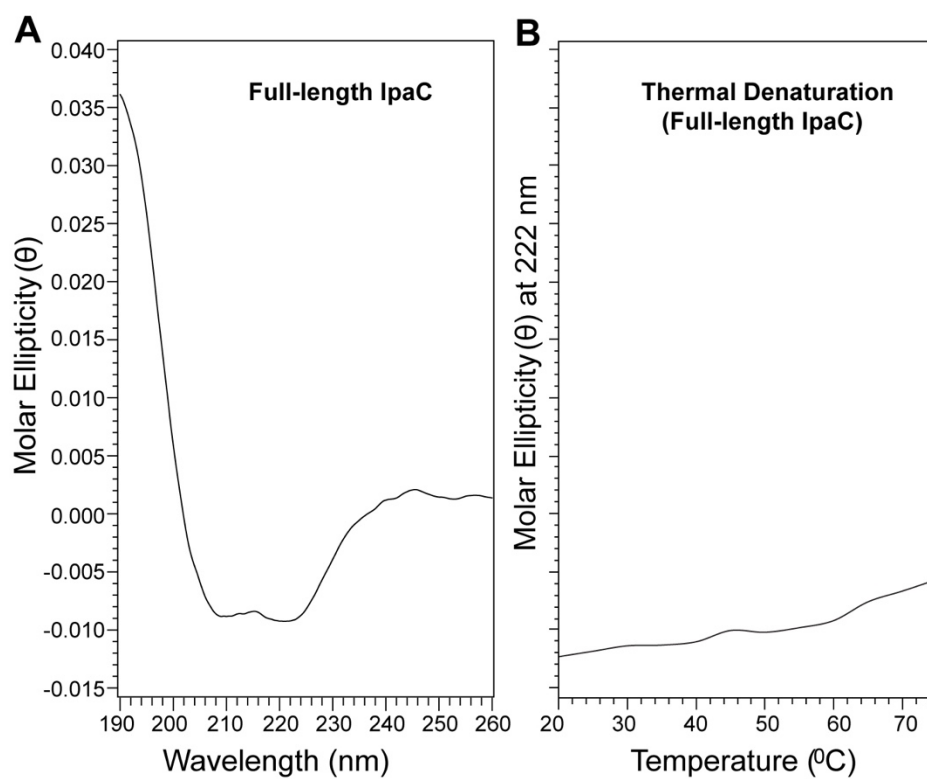 A
Full-length IpaC
Molar Ellipticity (θ)
0.040
0.035
0.030
0.025
0.020
0.015
0.010
0.005
0.000
-0.005
-0.010
-0.015
190 200 210 220 230 240 250 260
Wavelength (nm)
B
Thermal Denaturation
(Full-length IpaC)
Molar Ellipticity (θ) at 222 nm
20 30 40 50 60 70
Temperature (⁰C)